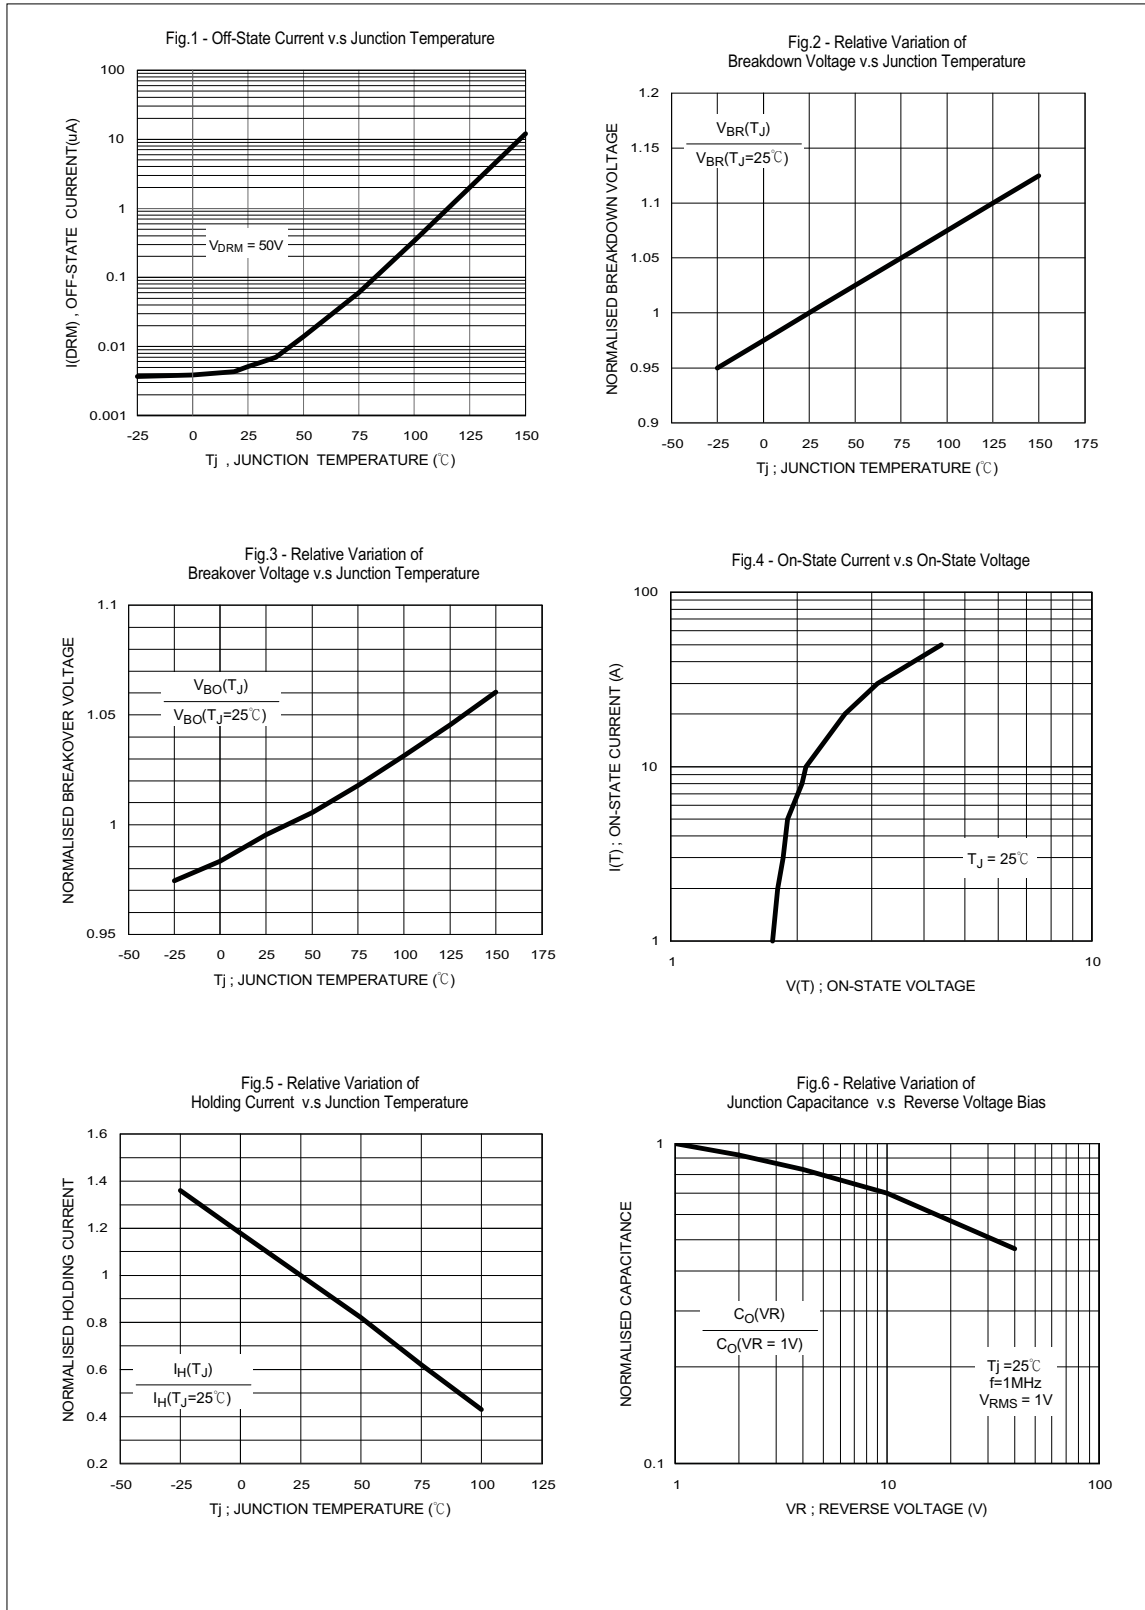 Fig.1 - Off-State Current v.s Junction Temperature
100
10
1
0.1
0.01
0.001
I(DRM) , OFF-STATE CURRENT(uA)
VDRM = 50V
-25 0 25 50 75 100 125 150
Tj , JUNCTION TEMPERATURE (℃)
Fig.2 - Relative Variation of
Breakdown Voltage v.s Junction Temperature
1.2
1.15
1.1
1.05
1
0.95
0.9
NORMALISED BREAKDOWN VOLTAGE
VBR(TJ)
VBR(TJ=25℃)
-50 -25 0 25 50 75 100 125 150 175
Tj ; JUNCTION TEMPERATURE (℃)
Fig.3 - Relative Variation of
Breakover Voltage v.s Junction Temperature
1.1
1.05
1
0.95
NORMALISED BREAKOVER VOLTAGE
VBO(TJ)
VBO(TJ=25℃)
-50 -25 0 25 50 75 100 125 150 175
Tj ; JUNCTION TEMPERATURE (℃)
Fig.4 - On-State Current v.s On-State Voltage
100
10
1
I(T) ; ON-STATE CURRENT (A)
TJ = 25℃
1 10
V(T) ; ON-STATE VOLTAGE
Fig.5 - Relative Variation of
Holding Current v.s Junction Temperature
1.6
1.4
1.2
1
0.8
0.6
0.4
0.2
NORMALISED HOLDING CURRENT
IH(TJ)
IH(TJ=25℃)
-50 -25 0 25 50 75 100 125
Tj ; JUNCTION TEMPERATURE (℃)
Fig.6 - Relative Variation of
Junction Capacitance v.s Reverse Voltage Bias
1
0.1
NORMALISED CAPACITANCE
CO(VR)
CO(VR = 1V)
Tj =25℃
f=1MHz
VRMS = 1V
1 10 100
VR ; REVERSE VOLTAGE (V)